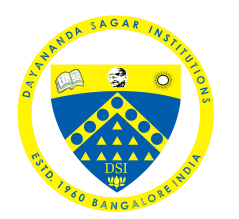 DAYANANDA SAGAR INSTITUTIONS
DSI
ESTD. 1960 BANGALORE INDIA